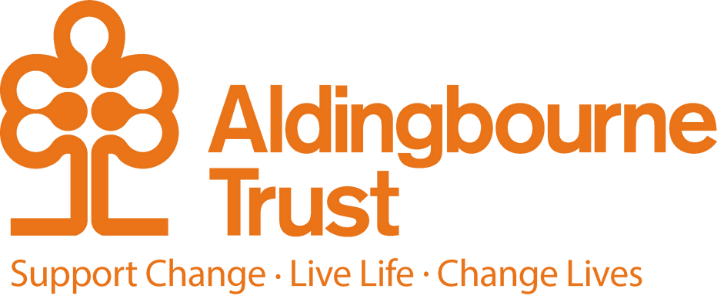 Aldingbourne
Trust
Support Change · Live Life · Change Lives